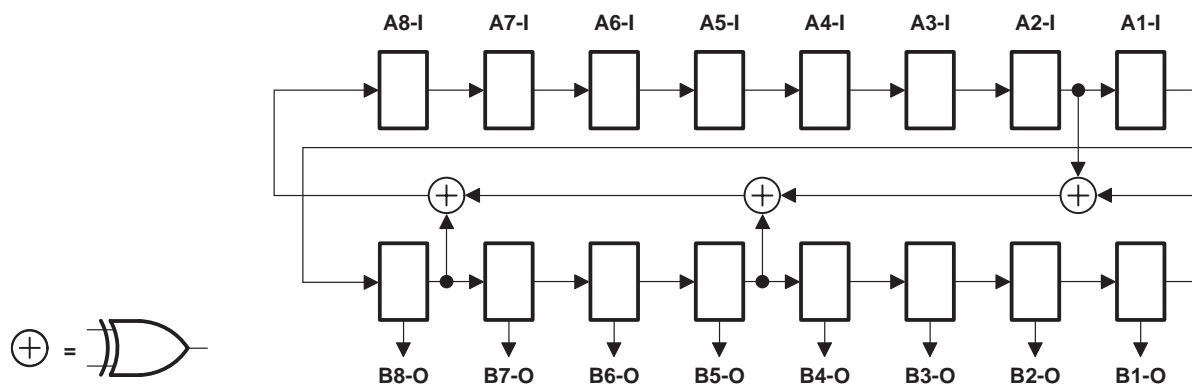 A8-I A7-I A6-I A5-I A4-I A3-I A2-I A1-I
=
B8-O B7-O B6-O B5-O B4-O B3-O B2-O B1-O